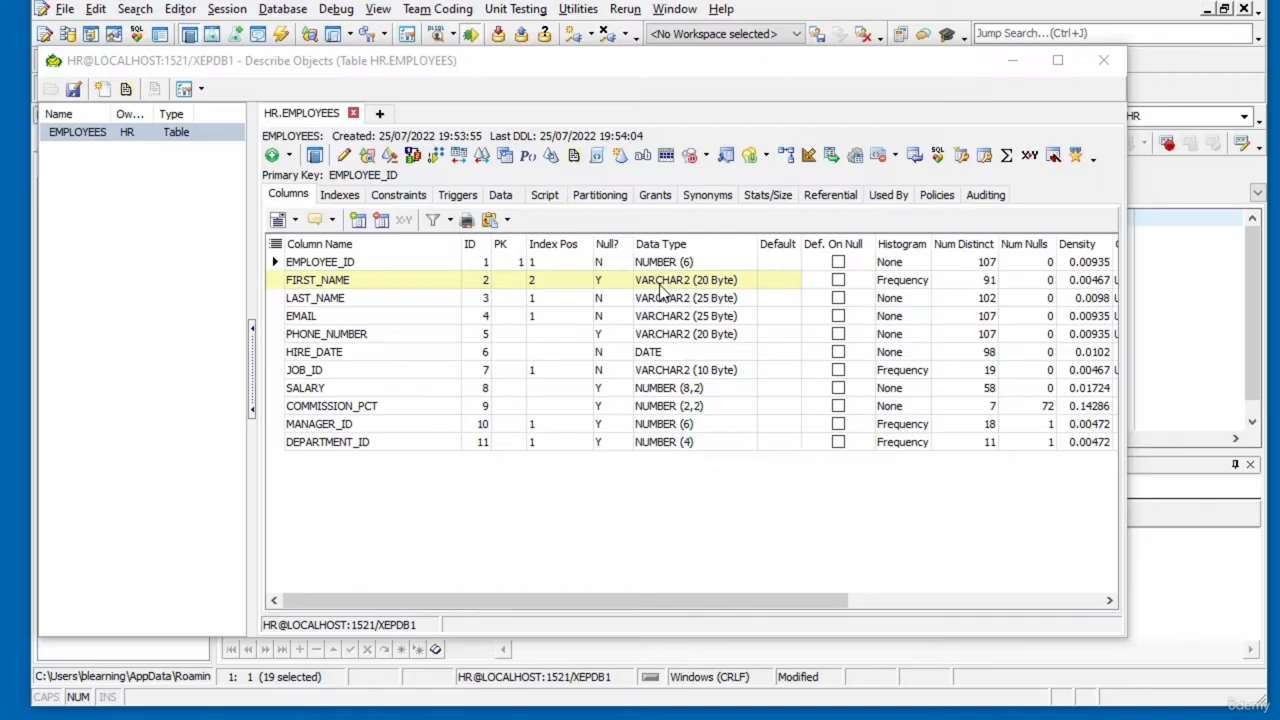 File Edit Search Editor Session Database Debug View Team Coding Unit Testing Utilities Rerun Window Help
<No Workspace selected> Jump Search... (Ctrl+J)
HR@LOCALHOST:1521/XEPDB1 - Describe Objects (Table HR.EMPLOYEES)
Name Ow... Type
EMPLOYEES HR Table
HR.EMPLOYEES
HR
EMPLOYEES: Created: 25/07/2022 19:53:55 Last DDL: 25/07/2022 19:54:04
Primary Key: EMPLOYEE_ID
Columns Indexes Constraints Triggers Data Script Partitioning Grants Synonyms Stats/Size Referential Used By Policies Auditing
Column Name ID PK Index Pos Null? Data Type Default Def. On Null Histogram Num Distinct Num Nulls Density
EMPLOYEE_ID 1 1 1 N NUMBER (6) None 107 0 0.00935
FIRST_NAME 2 2 Y VARCHAR2 (20 Byte) Frequency 91 0 0.00467
LAST_NAME 3 1 N VARCHAR2 (25 Byte) None 102 0 0.0098
EMAIL 4 1 N VARCHAR2 (25 Byte) None 107 0 0.00935
PHONE_NUMBER 5 Y VARCHAR2 (20 Byte) None 107 0 0.00935
HIRE_DATE 6 N DATE None 98 0 0.0102
JOB_ID 7 1 N VARCHAR2 (10 Byte) Frequency 19 0 0.00467
SALARY 8 Y NUMBER (8,2) None 58 0 0.01724
COMMISSION_PCT 9 Y NUMBER (2,2) None 7 72 0.14286
MANAGER_ID 10 1 Y NUMBER (6) Frequency 18 1 0.00472
DEPARTMENT_ID 11 1 Y NUMBER (4) Frequency 11 1 0.00472
HR@LOCALHOST:1521/XEPDB1
C:\Users\blearning\AppData\Roamin 1: 1 (19 selected) HR@LOCALHOST:1521/XEPDB1 Windows (CRLF) Modified
CAPS NUM INS
ûdemy